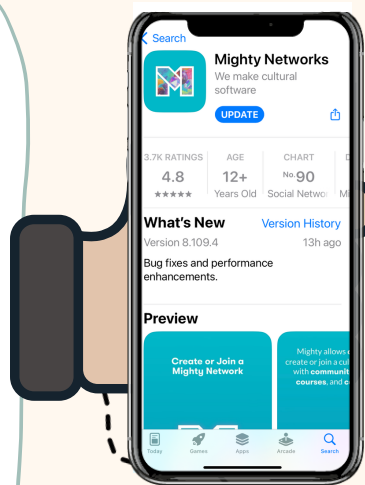 Search
Mighty Networks
We make cultural
software
UPDATE
3.7K RATINGS AGE CHART
4.8 12+ No.90
★★★★★ Years Old Social
What's New Version History
Version 8.109.4 13h ago
Bug fixes and performance
enhancements.
Preview
Create or Join a
Mighty Network
Mighty allows
create or join a
with
courses, and
Today Games Apps Arcade Search